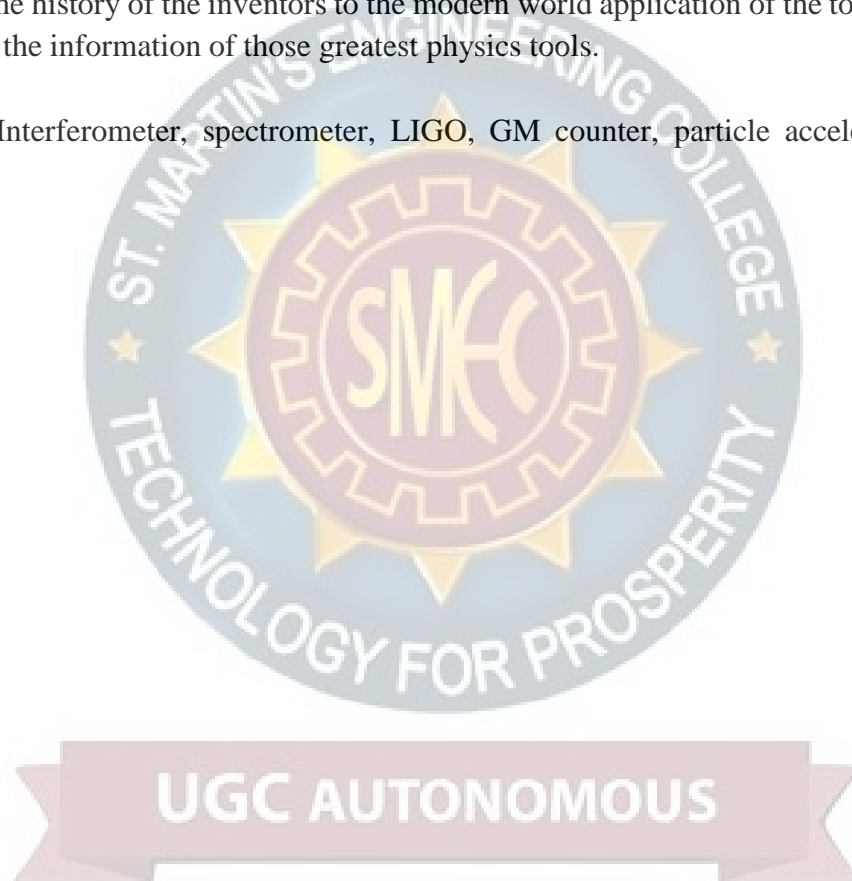 he history of the inventors to the modern world application of the to
the information of those greatest physics tools.
Interferometer, spectrometer, LIGO, GM counter, particle accel
ST. MARTIN'S ENGINEERING COLLEGE
SMEC
TECHNOLOGY FOR PROSPERITY
UGC AUTONOMOUS